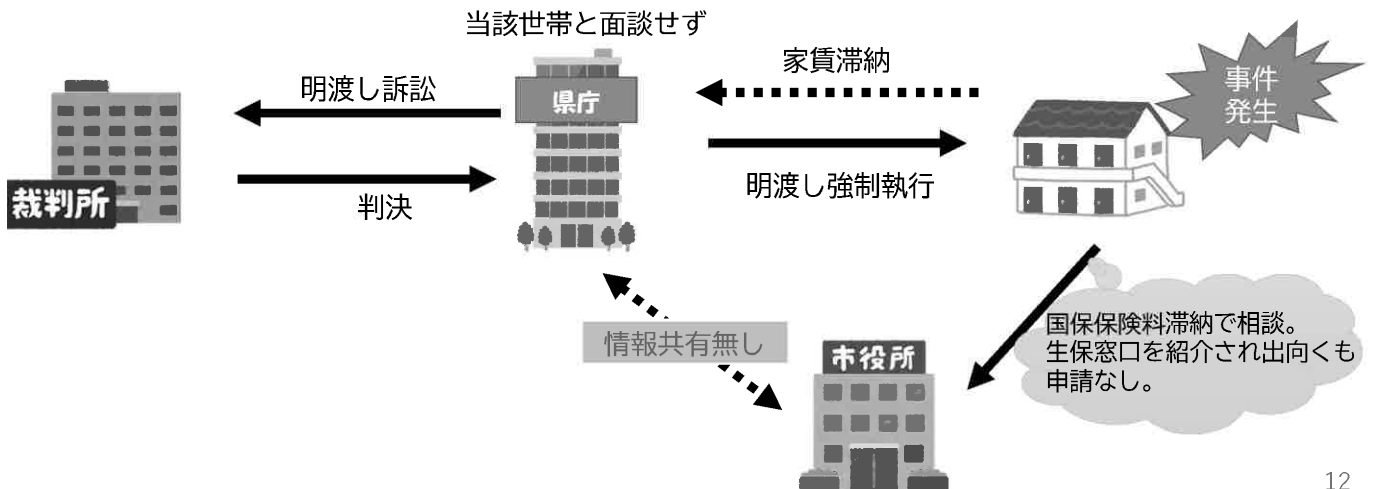 当該世帯と面談せず
明渡し訴訟
県庁
家賃滞納
事件
発生
裁判所
判決
明渡し強制執行
情報共有無し
市役所
国保保険料滞納で相談。
生保窓口を紹介され出向くも
申請なし。
12